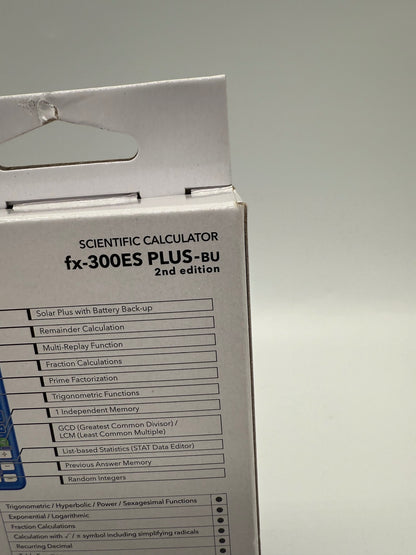 SCIENTIFIC CALCULATOR
fx-300ES PLUS-BU
2nd edition
Solar Plus with Battery Back-up
Remainder Calculation
Multi-Replay Function
Fraction Calculations
Prime Factorization
Trigonometric Functions
1 Independent Memory
GCD (Greatest Common Divisor) /
LCM (Least Common Multiple)
List-based Statistics (STAT Data Editor)
Previous Answer Memory
Random Integers
Trigonometric / Hyperbolic / Power / Sexagesimal Functions
Exponential / Logarithmic
Fraction Calculations
Calculation with √ / π symbol including simplifying radicals
Recurring Decimal